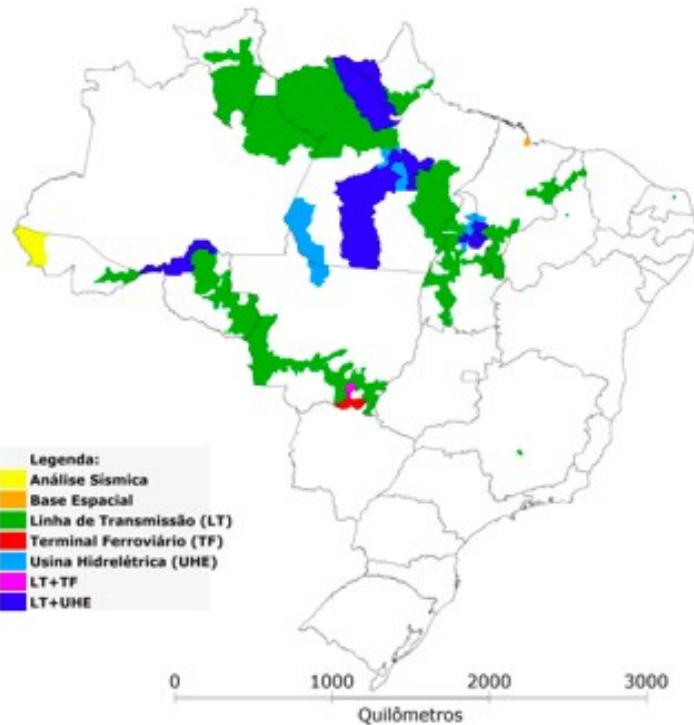 Legenda:
Análise Sísmica
Base Espacial
Linha de Transmissão (LT)
Terminal Ferroviário (TF)
Usina Hidrelétrica (UHE)
LT+TF
LT+UHE
0 1000 2000 3000
Quilômetros